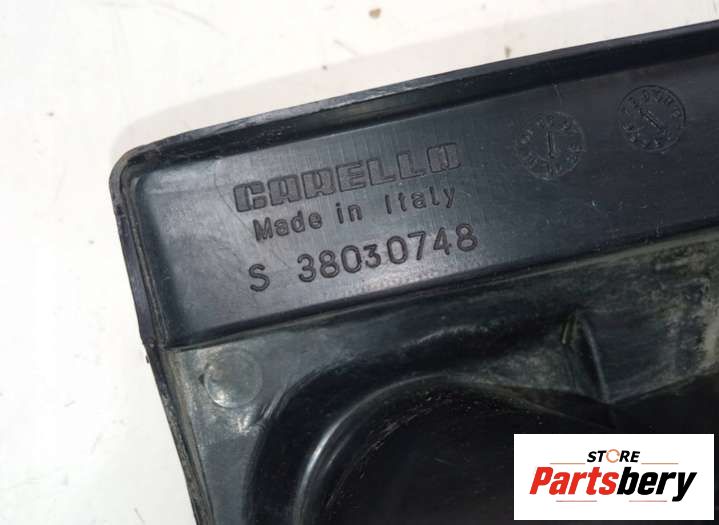 CARELLO
Made in Italy
S 38030748
STORE
Partsbery